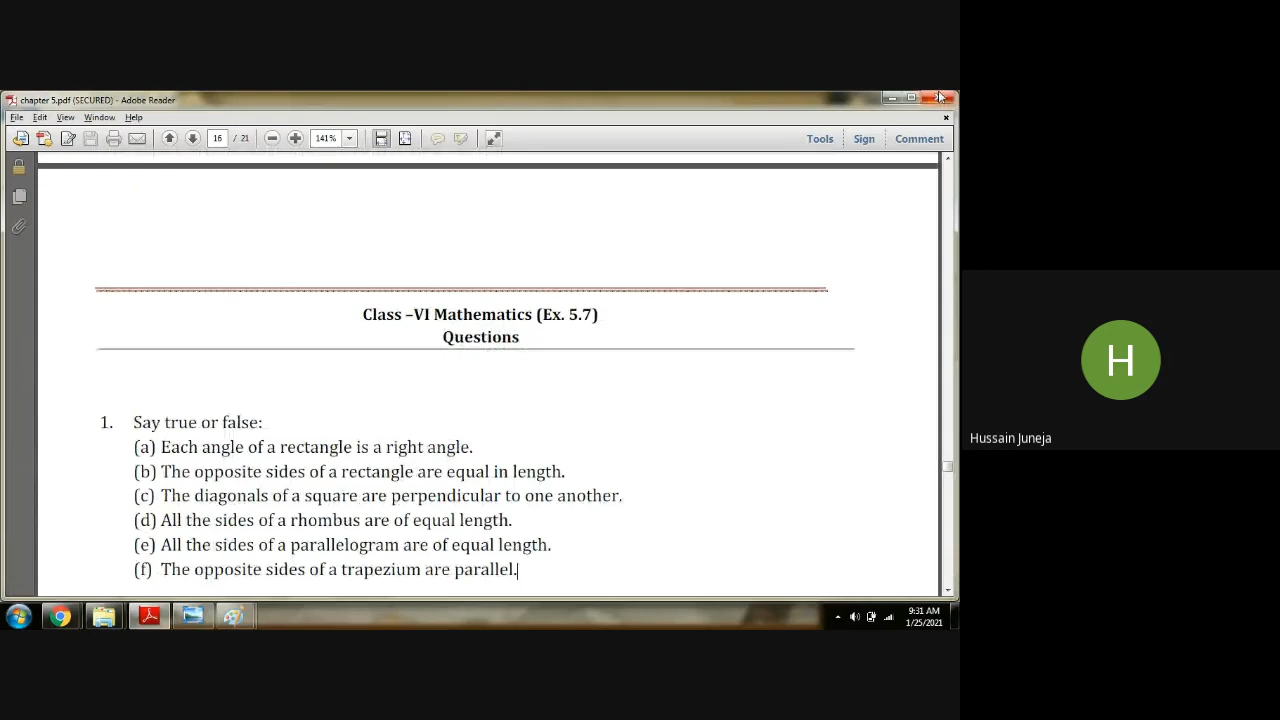 chapter 5.pdf (SECURED) - Adobe Reader
File Edit View Window Help
16 / 21 141% Tools Sign Comment
Class –VI Mathematics (Ex. 5.7)
Questions
1. Say true or false:
(a) Each angle of a rectangle is a right angle.
(b) The opposite sides of a rectangle are equal in length.
(c) The diagonals of a square are perpendicular to one another.
(d) All the sides of a rhombus are of equal length.
(e) All the sides of a parallelogram are of equal length.
(f) The opposite sides of a trapezium are parallel.
H
Hussain Juneja
9:31 AM
1/25/2021